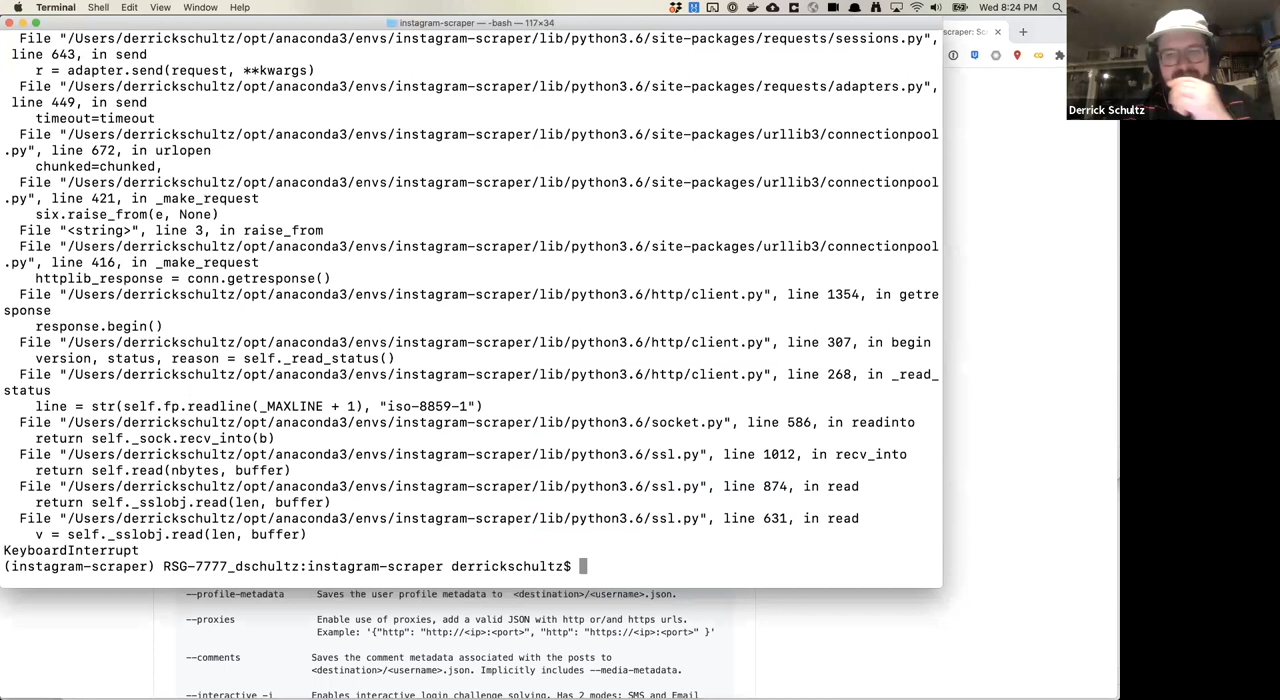 Terminal Shell Edit View Window Help
Wed 8:24 PM
instagram-scraper — -bash — 117×34
scraper: Sc
File "/Users/derrickschultz/opt/anaconda3/envs/instagram-scraper/lib/python3.6/site-packages/requests/sessions.py",
line 643, in send
r = adapter.send(request, **kwargs)
File "/Users/derrickschultz/opt/anaconda3/envs/instagram-scraper/lib/python3.6/site-packages/requests/adapters.py",
line 449, in send
timeout=timeout
File "/Users/derrickschultz/opt/anaconda3/envs/instagram-scraper/lib/python3.6/site-packages/urllib3/connectionpool
.py", line 672, in urlopen
chunked=chunked,
File "/Users/derrickschultz/opt/anaconda3/envs/instagram-scraper/lib/python3.6/site-packages/urllib3/connectionpool
.py", line 421, in _make_request
six.raise_from(e, None)
File "<string>", line 3, in raise_from
File "/Users/derrickschultz/opt/anaconda3/envs/instagram-scraper/lib/python3.6/site-packages/urllib3/connectionpool
.py", line 416, in _make_request
httplib_response = conn.getresponse()
File "/Users/derrickschultz/opt/anaconda3/envs/instagram-scraper/lib/python3.6/http/client.py", line 1354, in getre
sponse
response.begin()
File "/Users/derrickschultz/opt/anaconda3/envs/instagram-scraper/lib/python3.6/http/client.py", line 307, in begin
version, status, reason = self._read_status()
File "/Users/derrickschultz/opt/anaconda3/envs/instagram-scraper/lib/python3.6/http/client.py", line 268, in _read_
status
line = str(self.fp.readline(_MAXLINE + 1), "iso-8859-1")
File "/Users/derrickschultz/opt/anaconda3/envs/instagram-scraper/lib/python3.6/socket.py", line 586, in readinto
return self._sock.recv_into(b)
File "/Users/derrickschultz/opt/anaconda3/envs/instagram-scraper/lib/python3.6/ssl.py", line 1012, in recv_into
return self.read(nbytes, buffer)
File "/Users/derrickschultz/opt/anaconda3/envs/instagram-scraper/lib/python3.6/ssl.py", line 874, in read
return self._sslobj.read(len, buffer)
File "/Users/derrickschultz/opt/anaconda3/envs/instagram-scraper/lib/python3.6/ssl.py", line 631, in read
v = self._sslobj.read(len, buffer)
KeyboardInterrupt
(instagram-scraper) RSG-7777_dschultz:instagram-scraper derrickschultz$
Derrick Schultz
--profile-metadata Saves the user profile metadata to <destination>/<username>.json.
--proxies Enable use of proxies, add a valid JSON with http or/and https urls.
Example: '{"http": "http://<ip>:<port>", "http": "https://<ip>:<port>" }'
--comments Saves the comment metadata associated with the posts to
<destination>/<username>.json. Implicitly includes --media-metadata.
--interactive -i Enables interactive login challenge solving. Has 2 modes: SMS and Email